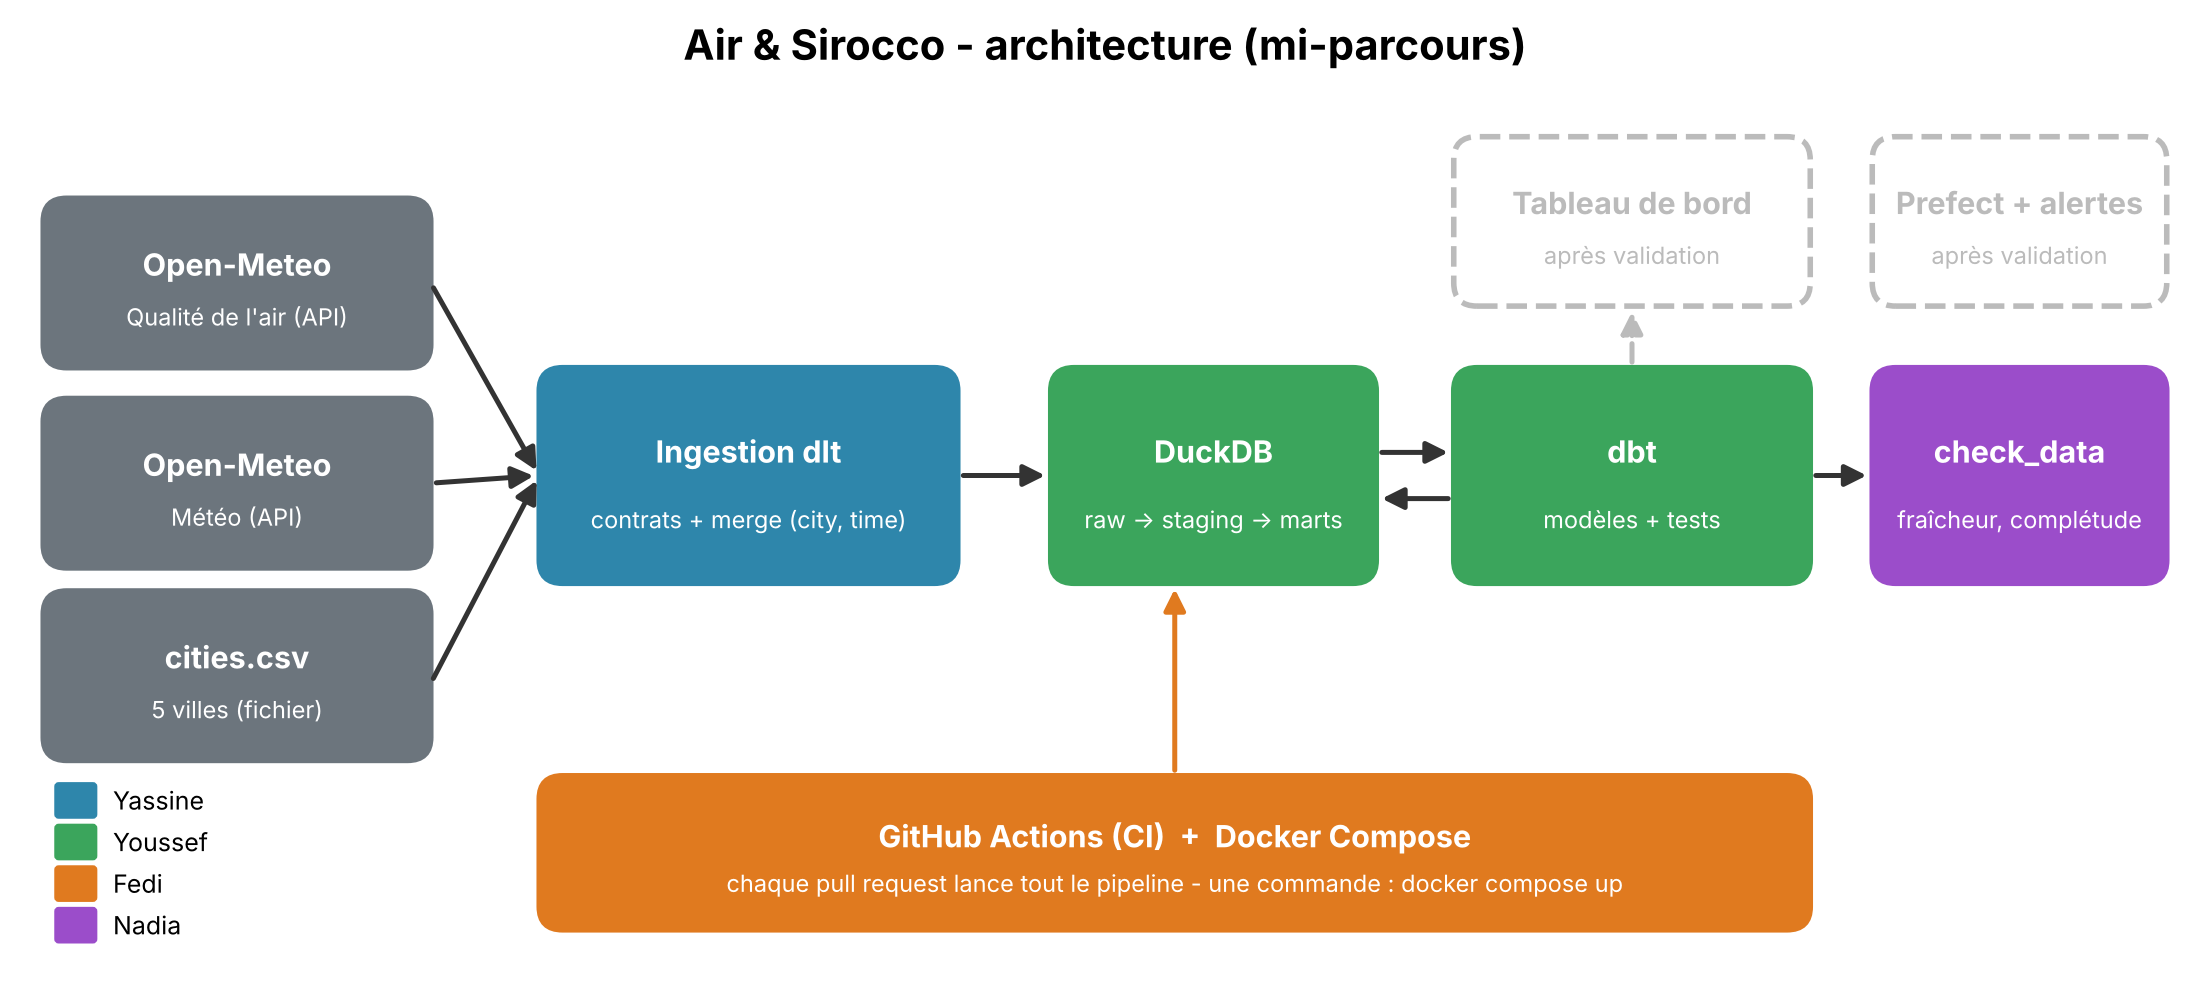 Air & Sirocco - architecture (mi-parcours)
Open-Meteo
Qualité de l'air (API)
Open-Meteo
Météo (API)
cities.csv
5 villes (fichier)
Ingestion dlt
contrats + merge (city, time)
DuckDB
raw → staging → marts
Tableau de bord
après validation
dbt
modèles + tests
Prefect + alertes
après validation
check_data
fraîcheur, complétude
GitHub Actions (CI) + Docker Compose
chaque pull request lance tout le pipeline - une commande : docker compose up
Yassine
Youssef
Fedi
Nadia